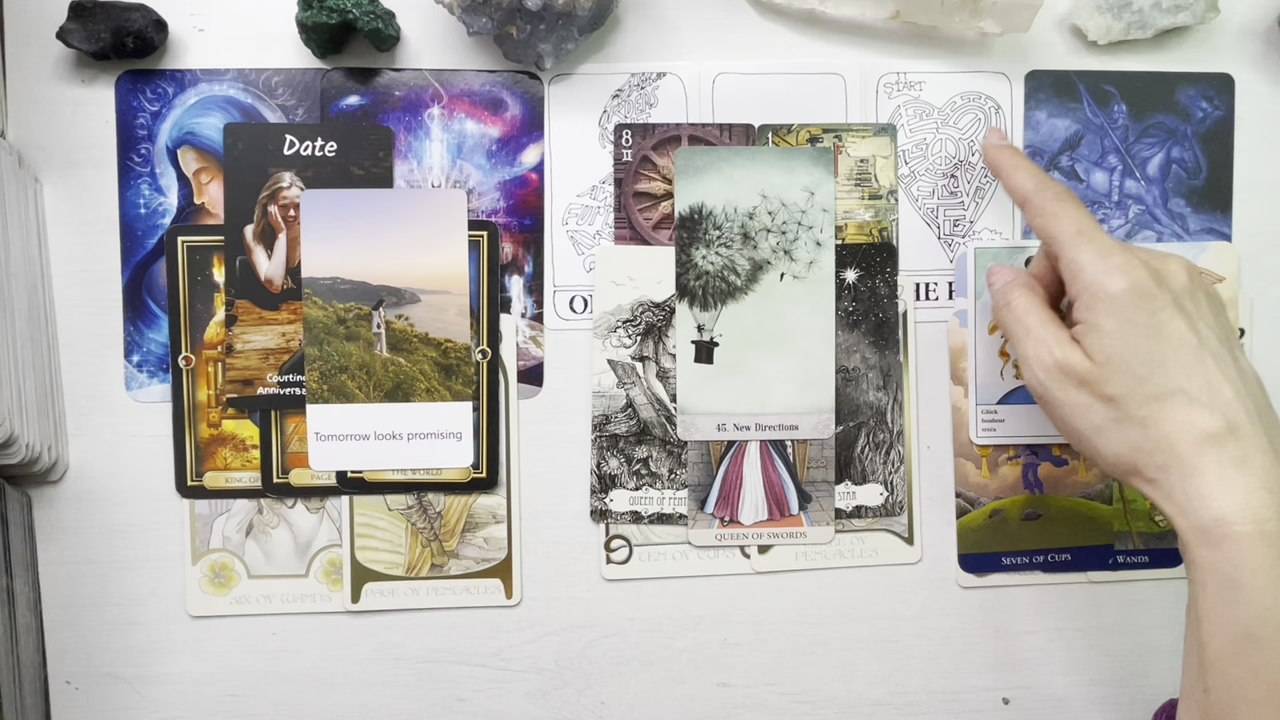 Date
Courting
Anniversa
KING OF
PAGE
THE WORLD
Tomorrow looks promising
SIX OF WANDS
PAGE OF PENTACLES
8
45. New Directions
QUEEN OF PENT
STAR
QUEEN OF SWORDS
TEN OF CUPS
PENTACLES
START
HE
Glück
bonheur
SEVEN OF CUPS
WANDS